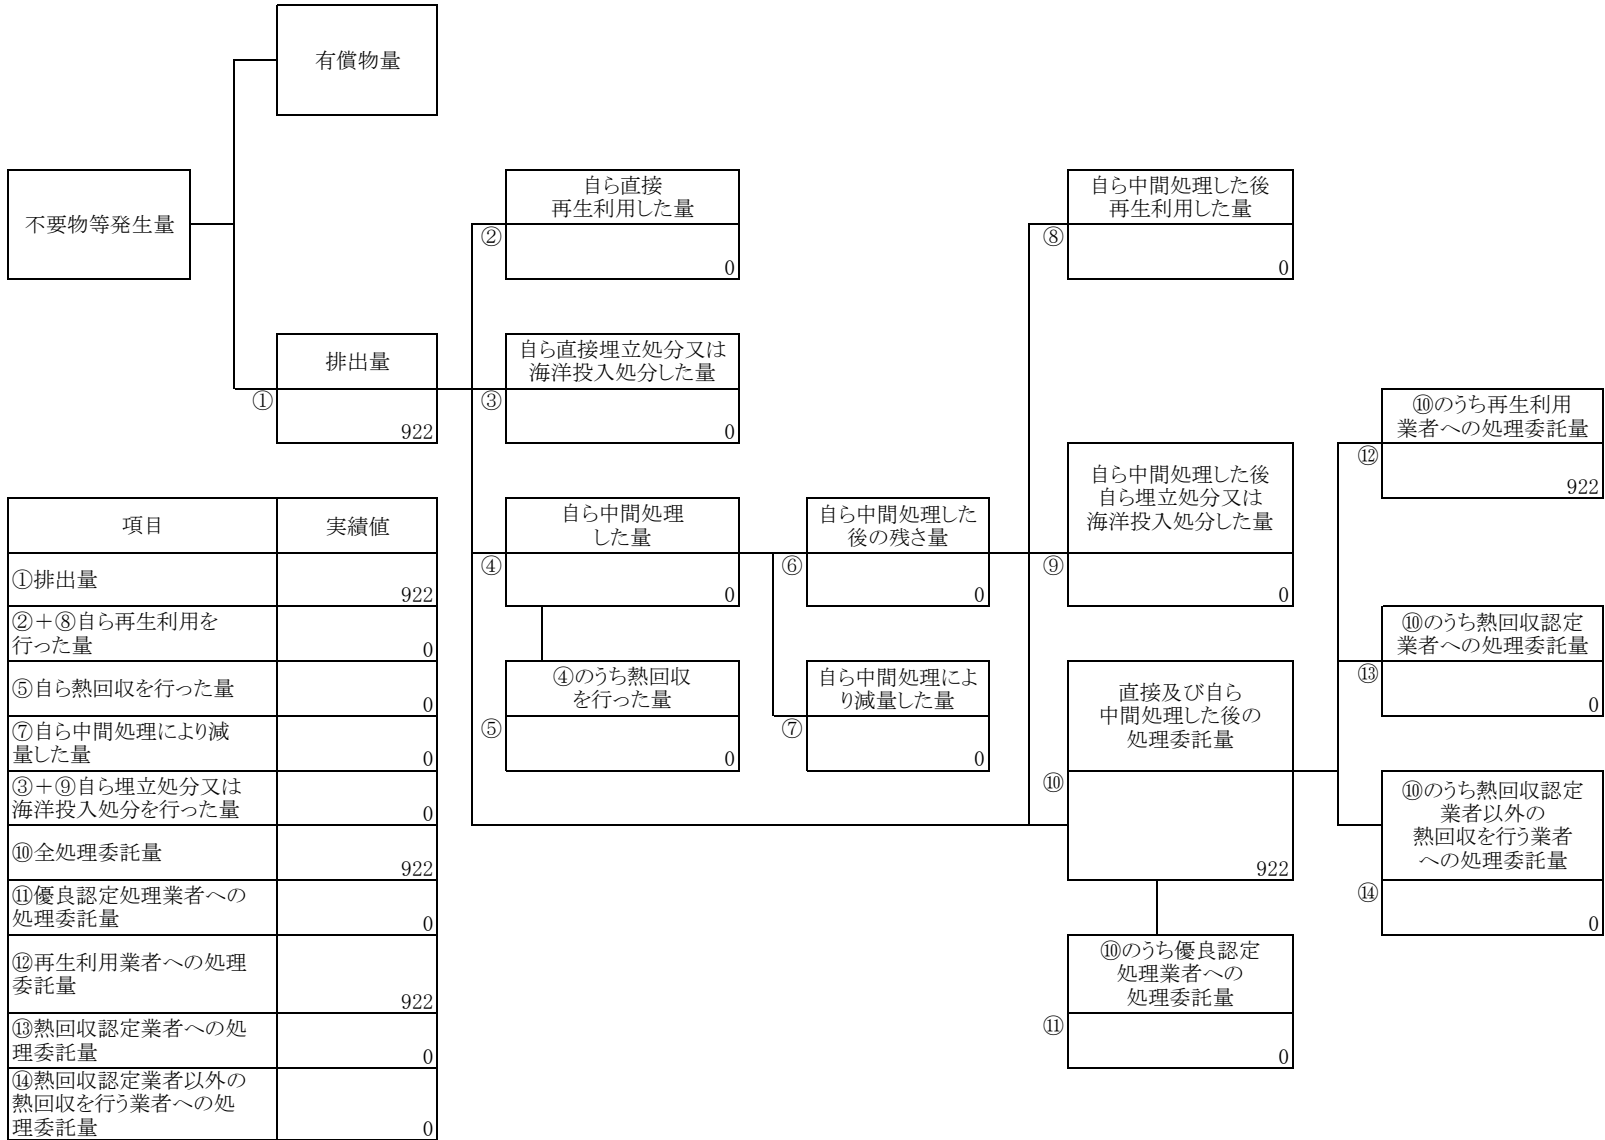 有償物量
不要物等発生量
自ら直接
再生利用した量
②
0
自ら中間処理した後
再生利用した量
⑧
0
排出量
①
922
自ら直接埋立処分又は
海洋投入処分した量
③
0
⑩のうち再生利用
業者への処理委託量
⑫
922
自ら中間処理
した量
④
0
自ら中間処理した
後の残さ量
⑥
0
自ら中間処理した後
自ら埋立処分又は
海洋投入処分した量
⑨
0
⑩のうち熱回収認定
業者への処理委託量
⑬
0
④のうち熱回収
を行った量
⑤
0
自ら中間処理によ
り減量した量
⑦
0
直接及び自ら
中間処理した後の
処理委託量
⑩
922
⑩のうち熱回収認定
業者以外の
熱回収を行う業者
への処理委託量
⑭
0
⑩のうち優良認定
処理業者への
処理委託量
⑪
0
項目 実績値
①排出量
922
②+⑧自ら再生利用を
行った量
0
⑤自ら熱回収を行った量
0
⑦自ら中間処理により減
量した量
0
③+⑨自ら埋立処分又は
海洋投入処分を行った量
0
⑩全処理委託量
922
⑪優良認定処理業者への
処理委託量
0
⑫再生利用業者への処理
委託量
922
⑬熱回収認定業者への処
理委託量
0
⑭熱回収認定業者以外の
熱回収を行う業者への処
理委託量
0